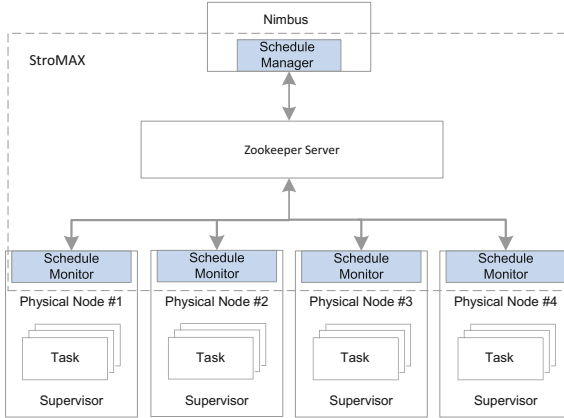 Nimbus
StroMAX
Schedule
Manager
Zookeeper Server
Schedule
Monitor
Schedule
Monitor
Schedule
Monitor
Schedule
Monitor
Physical Node #1
Physical Node #2
Physical Node #3
Physical Node #4
Task
Task
Task
Task
Supervisor
Supervisor
Supervisor
Supervisor